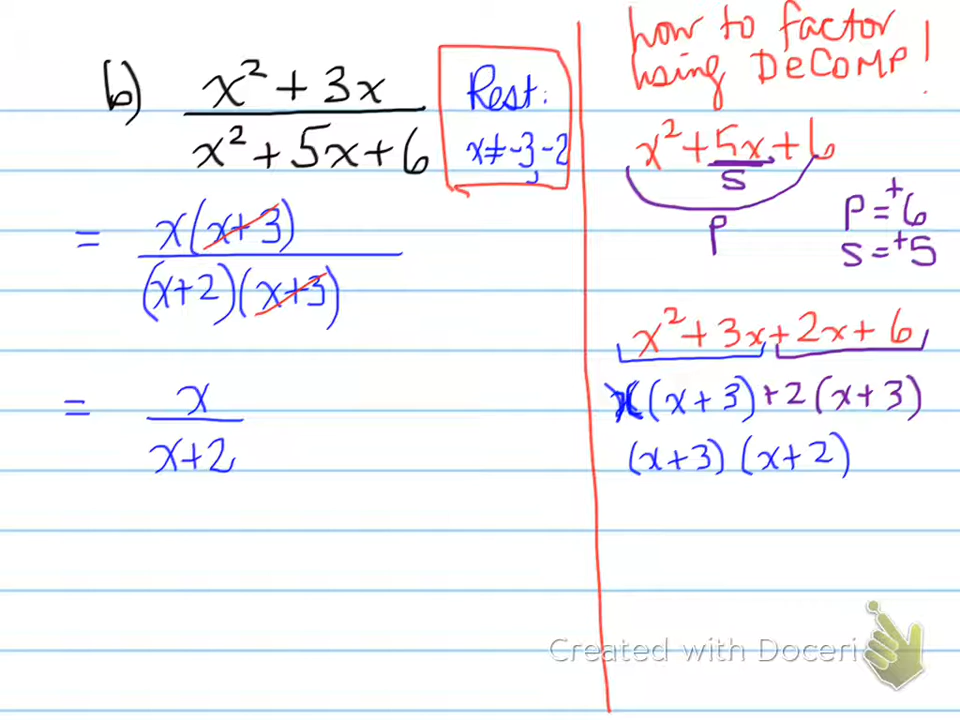 b) x² + 3x
x² + 5x + 6
Rest:
x ≠ -3, -2
= x(x+3)
(x+2)(x+3)
= x
x+2
how to factor
using DeCOMP!
x² + 5x + 6
S
P
P = +6
S = +5
x² + 3x + 2x + 6
x(x+3) + 2(x+3)
(x+3)(x+2)
Created with Doceri